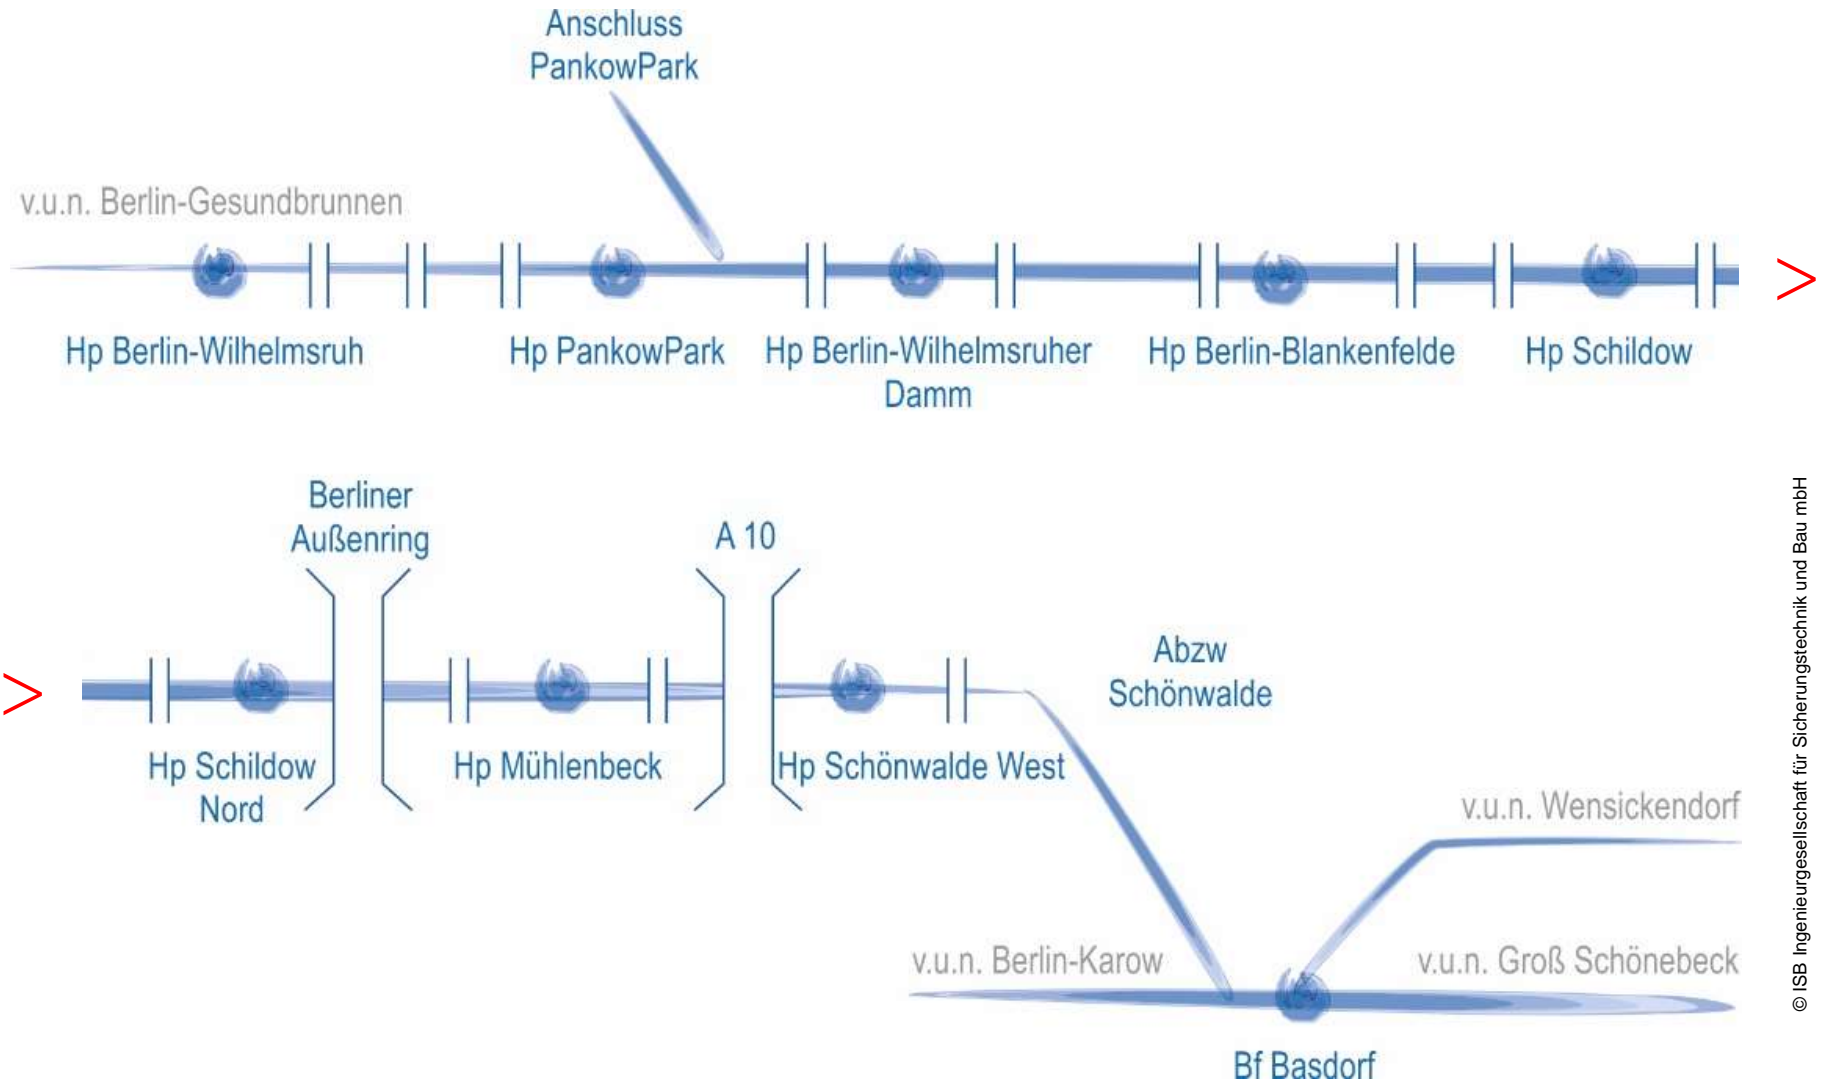 Anschluss
PankowPark
v.u.n. Berlin-Gesundbrunnen
Hp Berlin-Wilhelmsruh
Hp PankowPark
Hp Berlin-Wilhelmsruher
Damm
Hp Berlin-Blankenfelde
Hp Schildow
>
Berliner
Außenring
A 10
>
Hp Schildow
Nord
Hp Mühlenbeck
Hp Schönwalde West
Abzw
Schönwalde
v.u.n. Wensickendorf
v.u.n. Berlin-Karow
v.u.n. Groß Schönebeck
Bf Basdorf
© ISB Ingenieurgesellschaft für Sicherungstechnik und Bau mbH